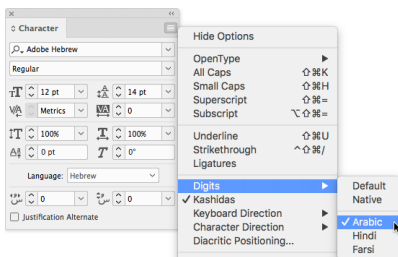 Character
Adobe Hebrew
Regular
12 pt
14 pt
Metrics
0
100%
100%
0 pt
0°
Language: Hebrew
0
0
Justification Alternate
Hide Options
OpenType
All Caps ⇧⌘K
Small Caps ⇧⌘H
Superscript ⇧⌘=
Subscript ⌥⇧⌘=
Underline ⇧⌘U
Strikethrough ^⇧⌘/
Ligatures
Digits
✓ Kashidas
Keyboard Direction
Character Direction
Diacritic Positioning...
Default
Native
✓ Arabic
Hindi
Farsi